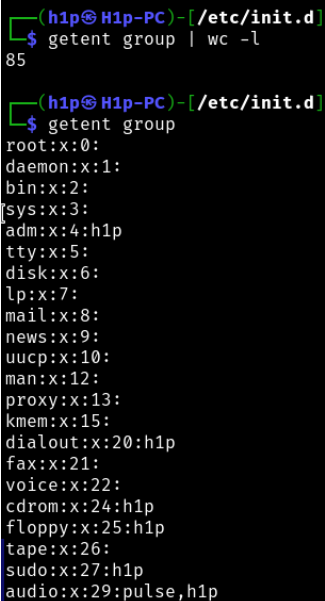 ┌──(h1p㉿H1p-PC)-[/etc/init.d]
└─$ getent group | wc -l
85
┌──(h1p㉿H1p-PC)-[/etc/init.d]
└─$ getent group
root:x:0:
daemon:x:1:
bin:x:2:
sys:x:3:
adm:x:4:h1p
tty:x:5:
disk:x:6:
lp:x:7:
mail:x:8:
news:x:9:
uucp:x:10:
man:x:12:
proxy:x:13:
kmem:x:15:
dialout:x:20:h1p
fax:x:21:
voice:x:22:
cdrom:x:24:h1p
floppy:x:25:h1p
tape:x:26:
sudo:x:27:h1p
audio:x:29:pulse,h1p